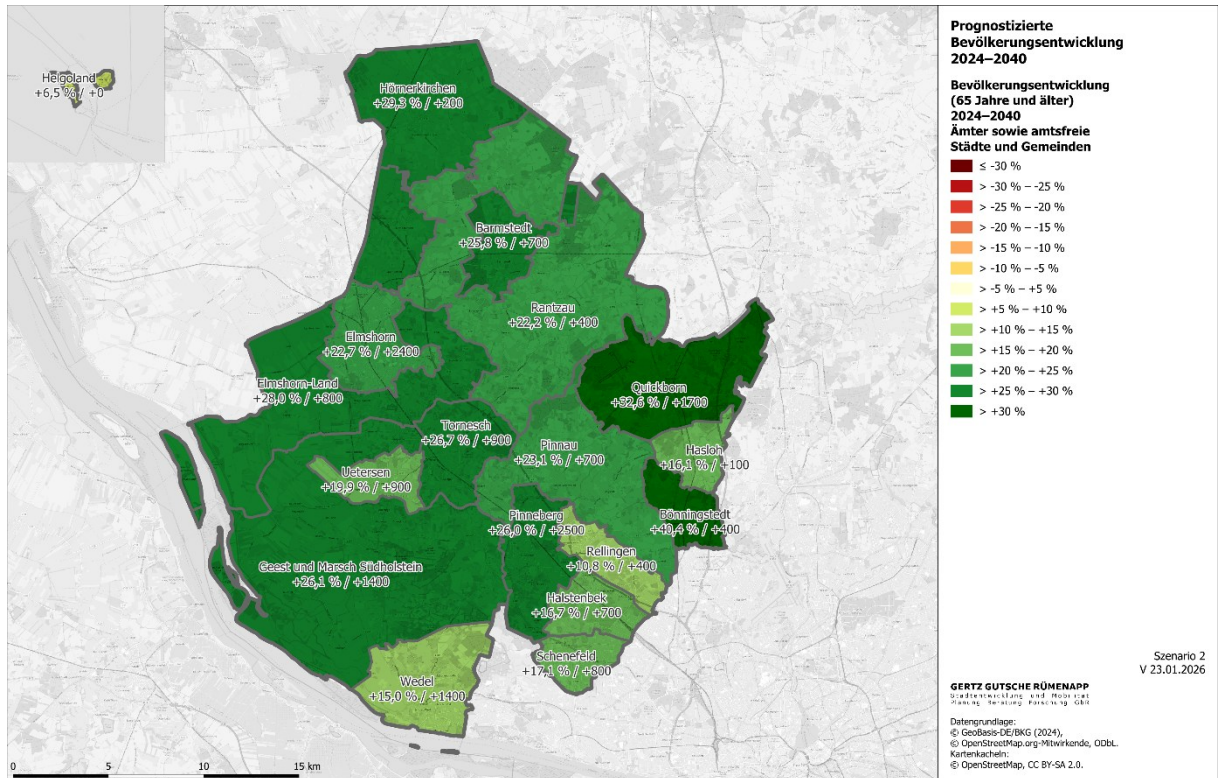 Helgoland
+6,5 % / +0
Hörnerkirchen
+29,3 % / +200
Barmstedt
+25,8 % / +700
Rantzau
+22,2 % / +400
Elmshorn
+22,7 % / +2400
Elmshorn-Land
+28,0 % / +800
Quickborn
+32,6 % / +1700
Tornesch
+26,7 % / +900
Pinnau
+23,1 % / +700
Hasloh
+16,1 % / +100
Uetersen
+19,9 % / +900
Bönningstedt
+40,4 % / +400
Pinneberg
+26,0 % / +2500
Rellingen
+10,8 % / +400
Geest und Marsch Südholstein
+26,1 % / +1400
Halstenbek
+16,7 % / +700
Schenefeld
+17,1 % / +800
Wedel
+15,0 % / +1400
0 5 10 15 km
Prognostizierte
Bevölkerungsentwicklung
2024–2040
Bevölkerungsentwicklung
(65 Jahre und älter)
2024–2040
Ämter sowie amtsfreie
Städte und Gemeinden
≤ -30 %
> -30 % – -25 %
> -25 % – -20 %
> -20 % – -15 %
> -15 % – -10 %
> -10 % – -5 %
> -5 % – +5 %
> +5 % – +10 %
> +10 % – +15 %
> +15 % – +20 %
> +20 % – +25 %
> +25 % – +30 %
> +30 %
Szenario 2
V 23.01.2026
GERTZ GUTSCHE RÜMENAPP
Stadtentwicklung und Mobilität
Planung Beratung Forschung GbR
Datengrundlage:
© GeoBasis-DE/BKG (2024),
© OpenStreetMap.org-Mitwirkende, ODbL.
Kartenkacheln:
© OpenStreetMap, CC BY-SA 2.0.